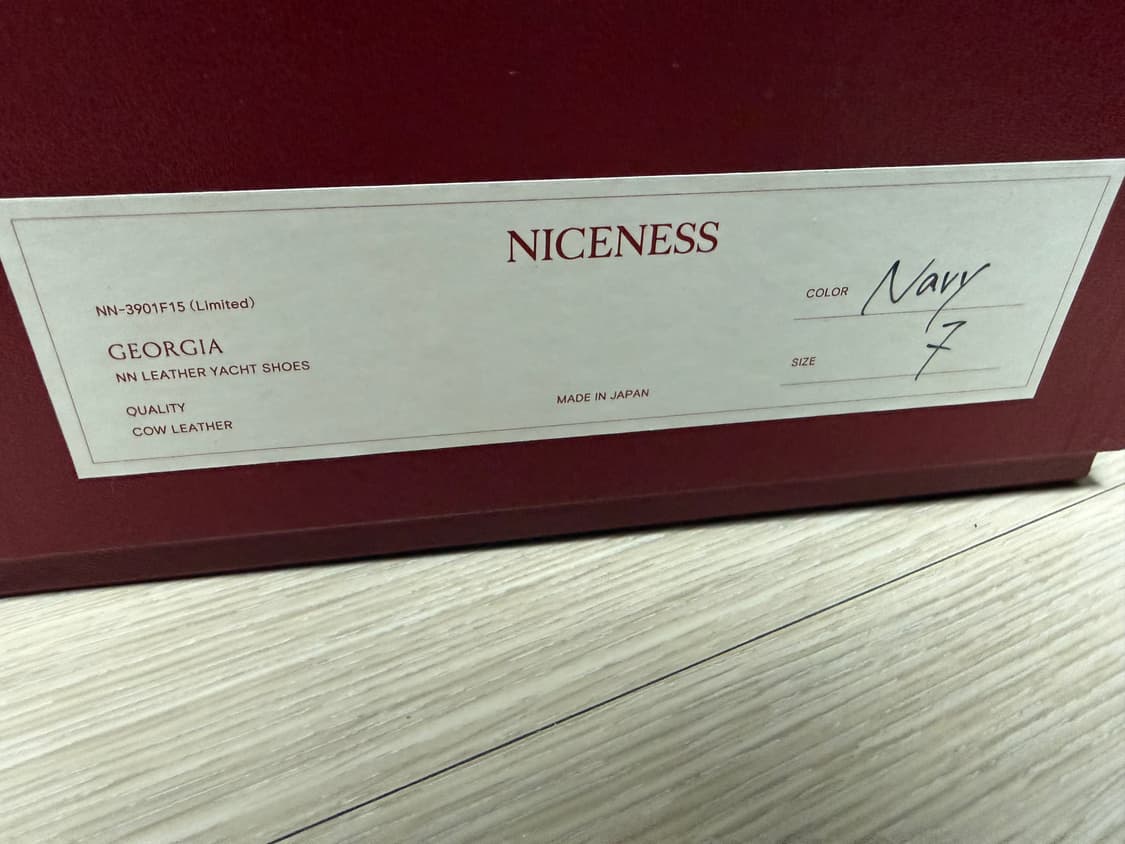 NICENESS
NN-3901F15 (Limited)
GEORGIA
NN LEATHER YACHT SHOES
QUALITY
COW LEATHER
MADE IN JAPAN
COLOR Navy
SIZE 7